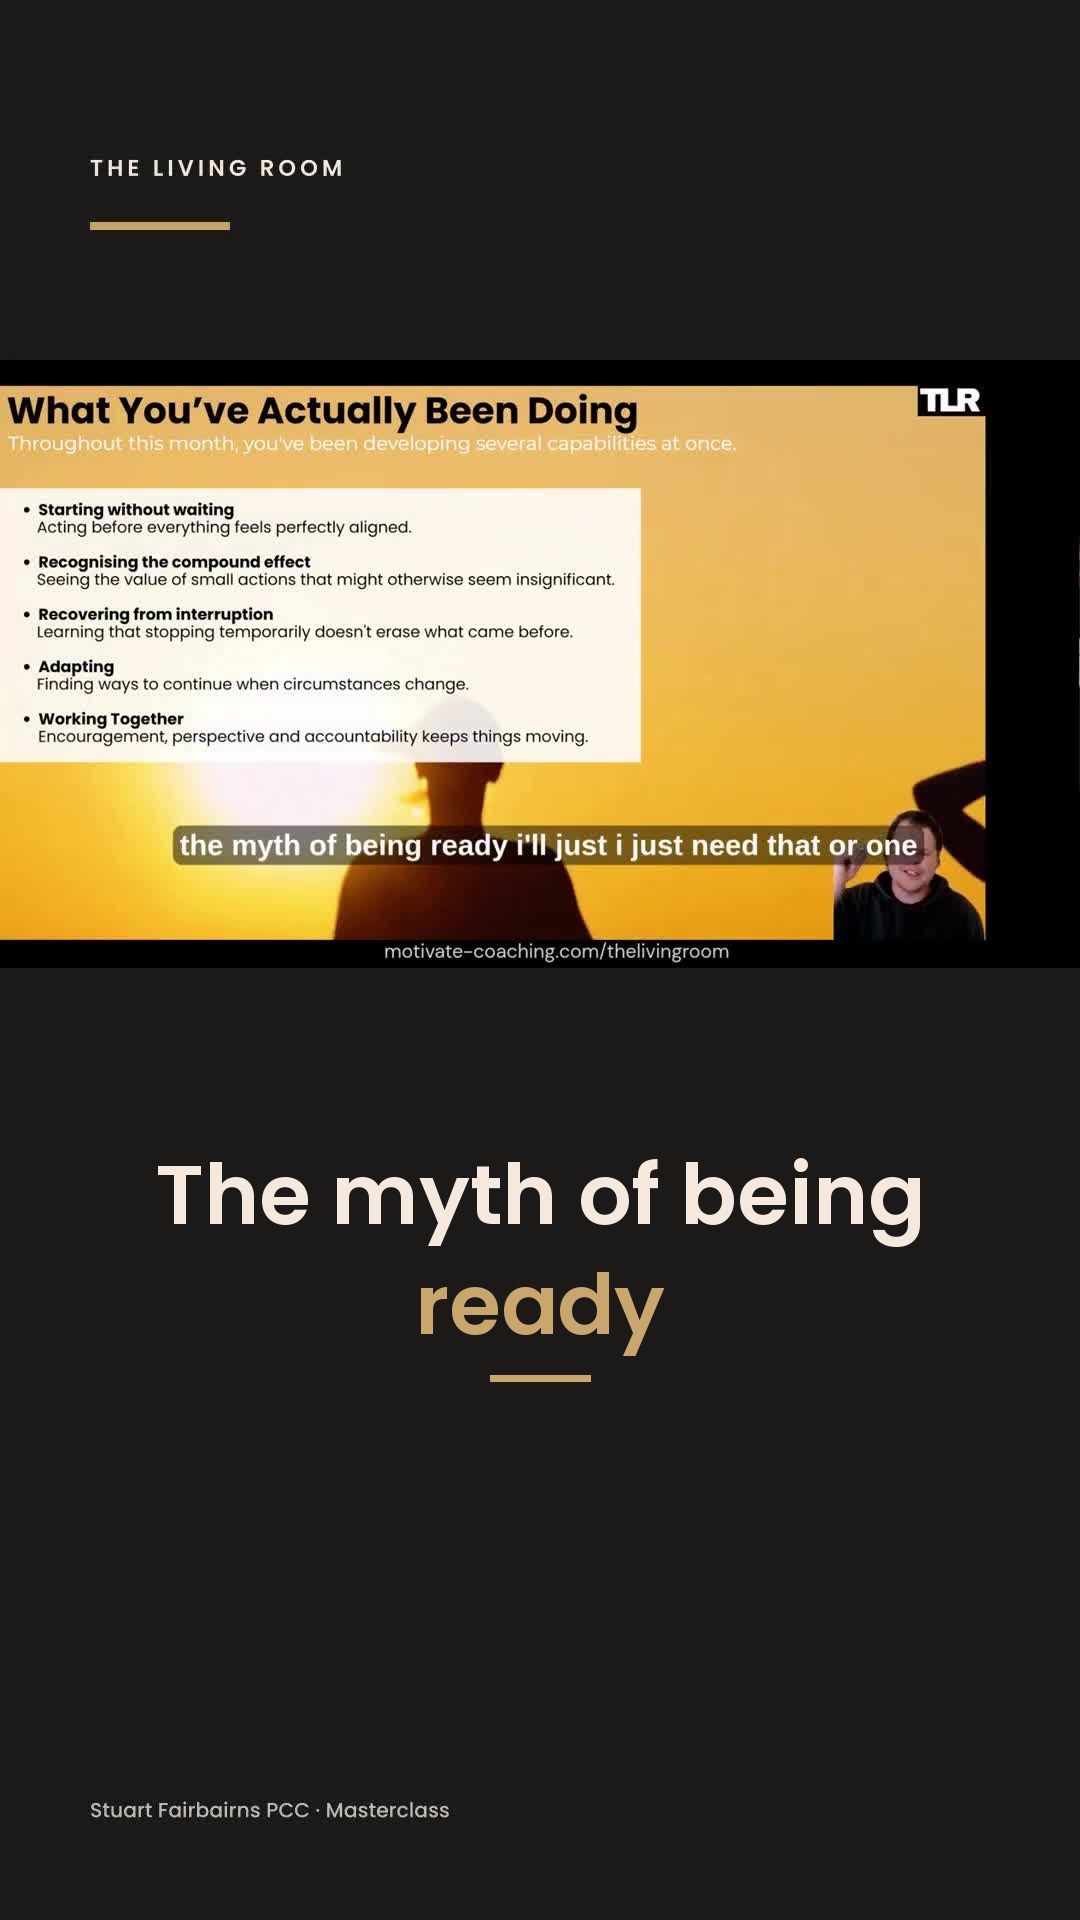 THE LIVING ROOM
What You’ve Actually Been Doing
TLR
Throughout this month, you've been developing several capabilities at once.
• Starting without waiting
Acting before everything feels perfectly aligned.
• Recognising the compound effect
Seeing the value of small actions that might otherwise seem insignificant.
• Recovering from interruption
Learning that stopping temporarily doesn't erase what came before.
• Adapting
Finding ways to continue when circumstances change.
• Working Together
Encouragement, perspective and accountability keeps things moving.
the myth of being ready i'll just i just need that or one
motivate-coaching.com/thelivingroom
The myth of being
ready
Stuart Fairbairns PCC · Masterclass